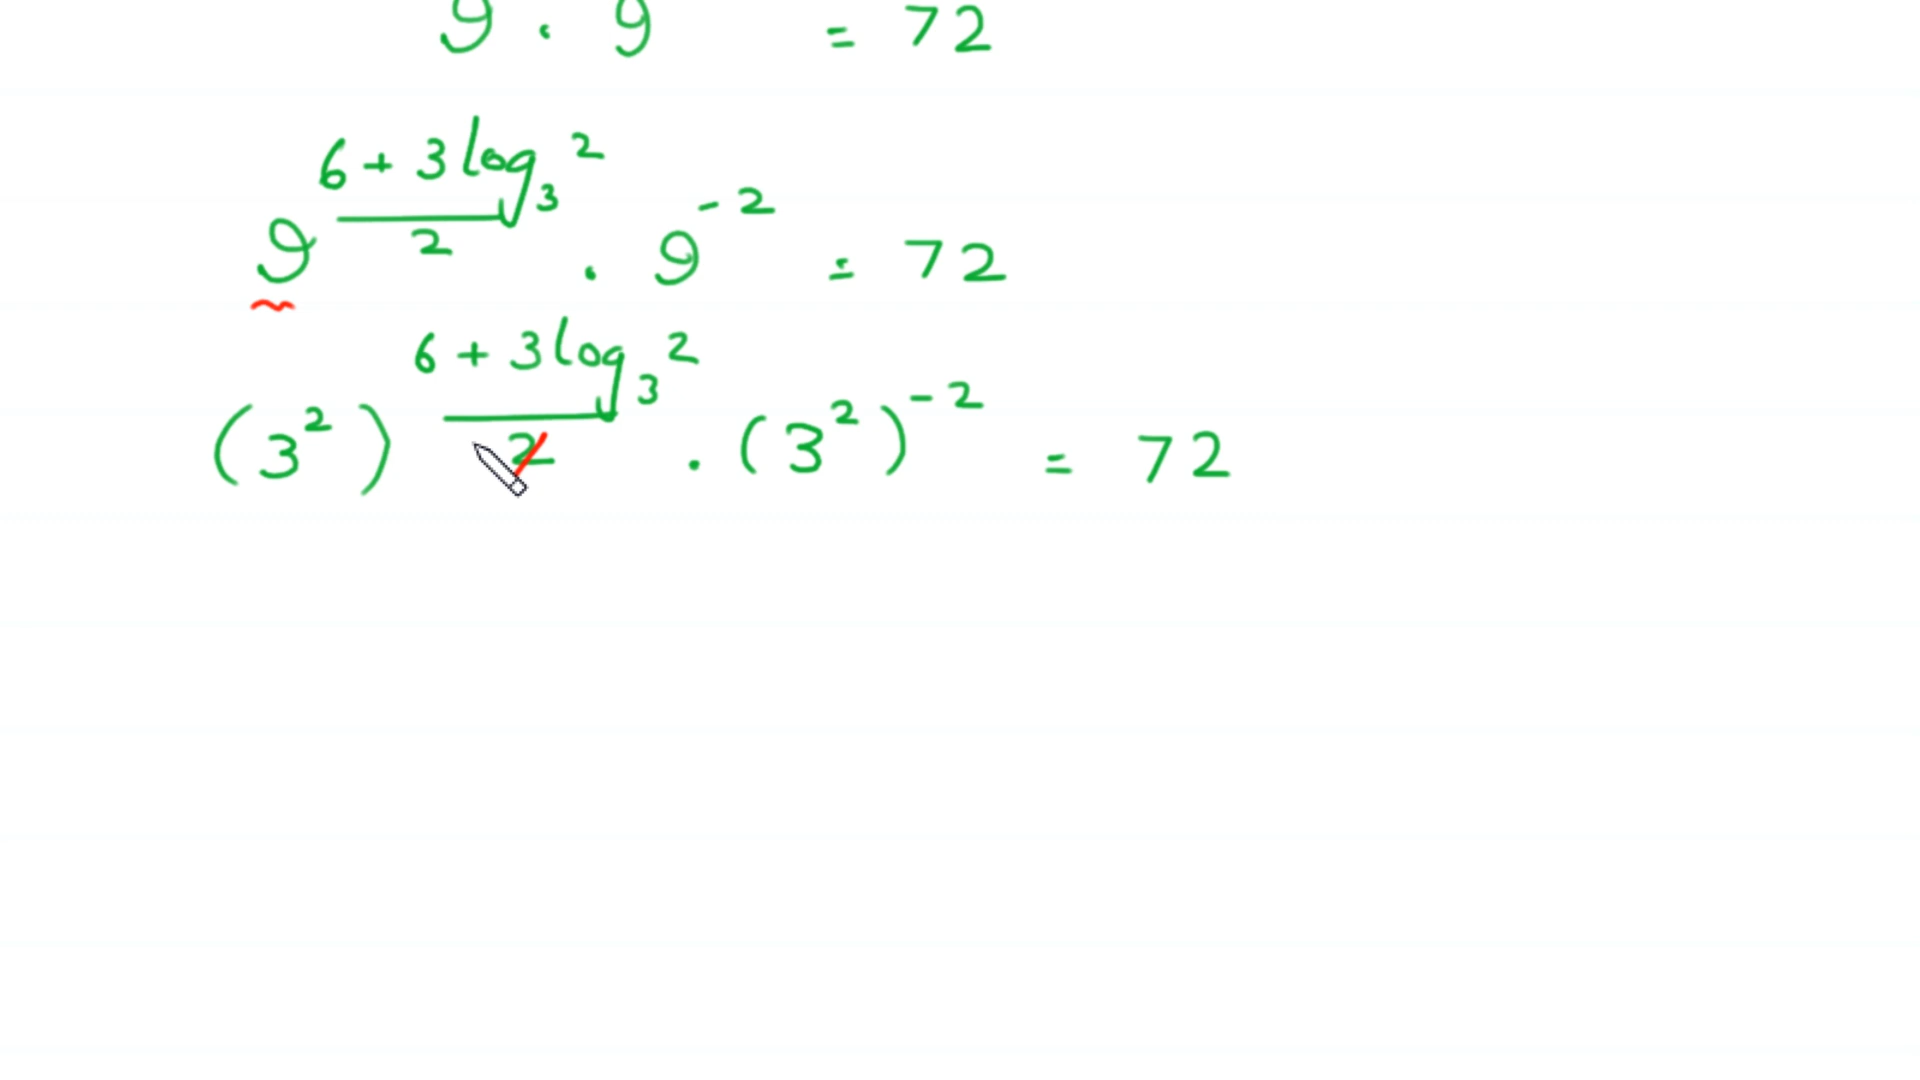 9 . 9 = 72
9^((6 + 3 log_3 2)/2) . 9^(-2) = 72
(3^2)^((6 + 3 log_3 2)/2) . (3^2)^(-2) = 72